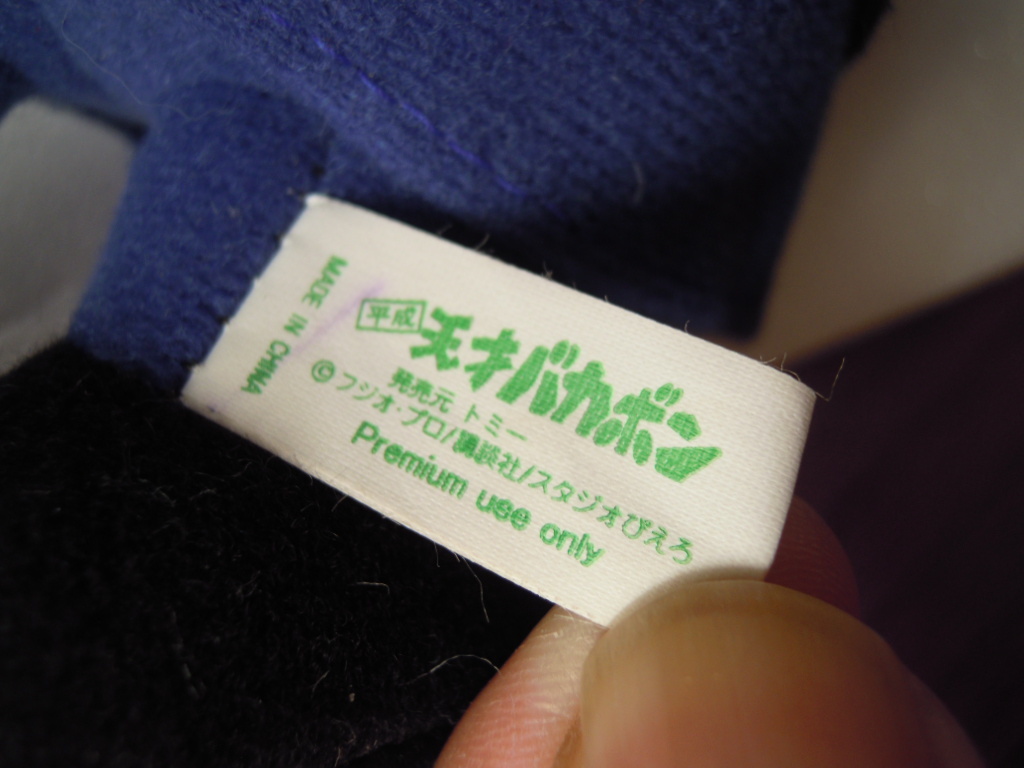 MADE IN CHINA
平成 天才バカボン
発売元 トミー
©フジオ・プロ/講談社/スタジオぴえろ
Premium use only